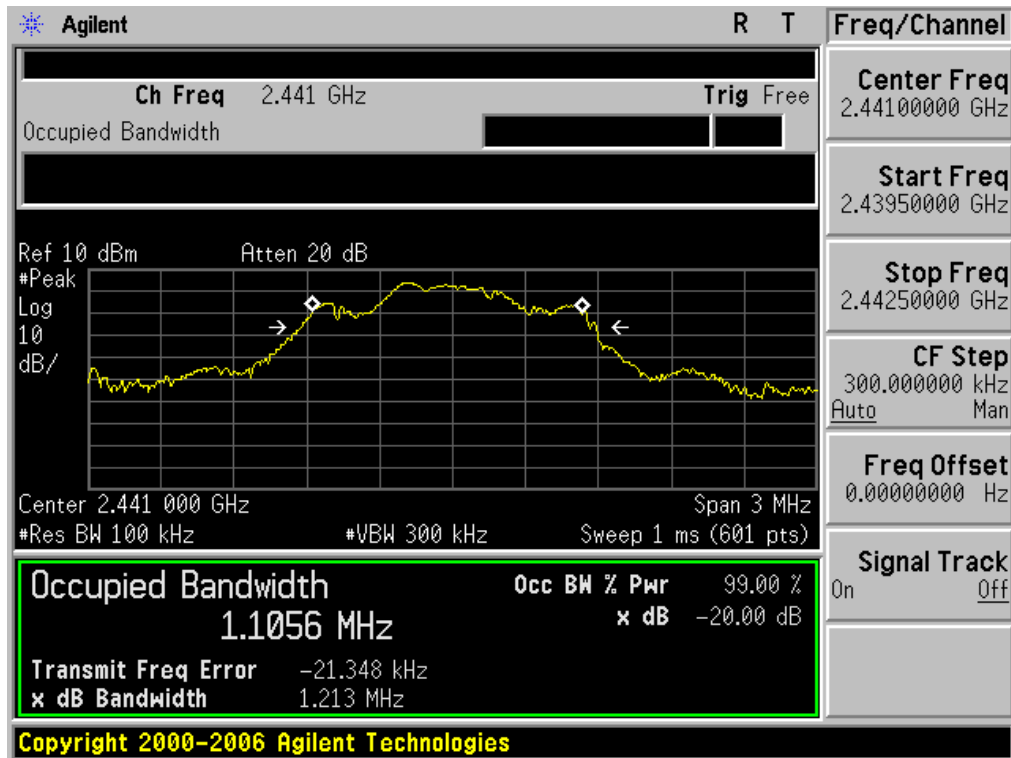 Agilent R T
Ch Freq 2.441 GHz Trig Free
Occupied Bandwidth
Ref 10 dBm Atten 20 dB
#Peak
Log
10
dB/
Center 2.441 000 GHz Span 3 MHz
#Res BW 100 kHz #VBW 300 kHz Sweep 1 ms (601 pts)
Occupied Bandwidth Occ BW % Pwr 99.00 %
1.1056 MHz x dB -20.00 dB
Transmit Freq Error -21.348 kHz
x dB Bandwidth 1.213 MHz
Copyright 2000-2006 Agilent Technologies
Freq/Channel
Center Freq
2.44100000 GHz
Start Freq
2.43950000 GHz
Stop Freq
2.44250000 GHz
CF Step
300.000000 kHz
Auto Man
Freq Offset
0.00000000 Hz
Signal Track
On Off